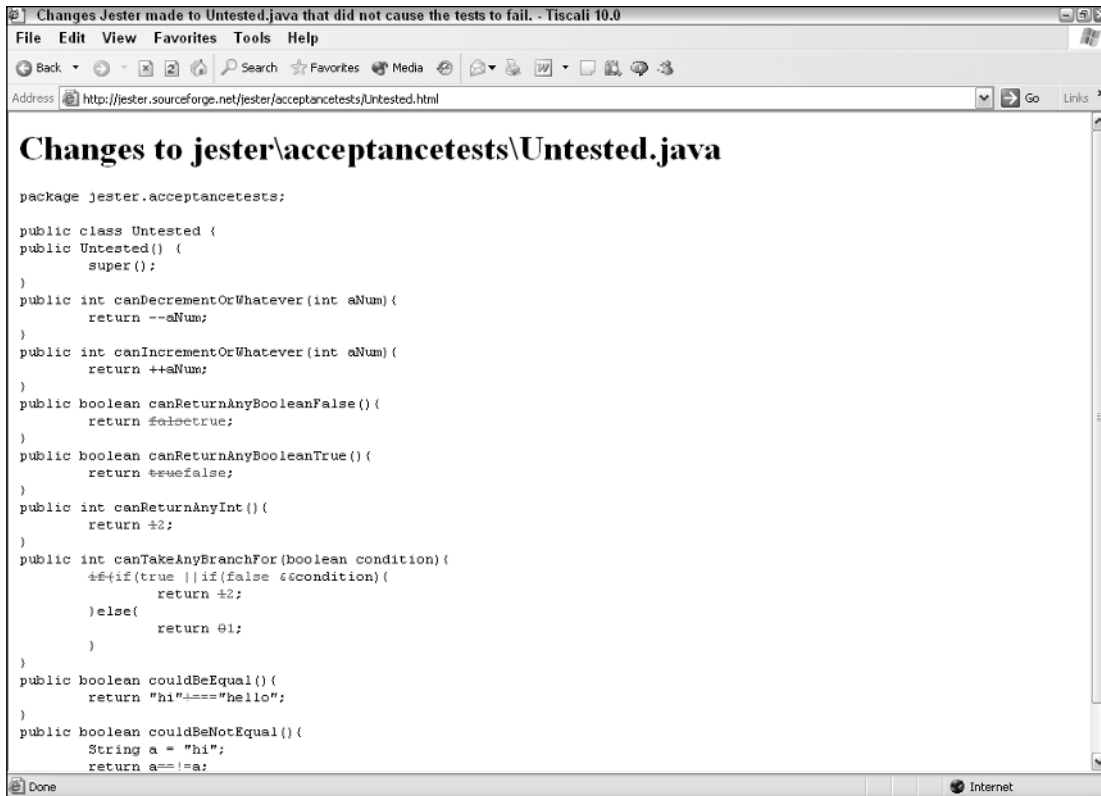 Changes Jester made to Untested.java that did not cause the tests to fail. - Tiscali 10.0
File Edit View Favorites Tools Help
Back Search Favorites Media
Address http://jester.sourceforge.net/jester/acceptancetests/Untested.html Go Links
Changes to jester\acceptancetests\Untested.java
package jester.acceptancetests;
public class Untested {
public Untested() {
super();
}
public int canDecrementOrWhatever(int aNum){
return --aNum;
}
public int canIncrementOrWhatever(int aNum){
return ++aNum;
}
public boolean canReturnAnyBooleanFalse(){
return falsetrue;
}
public boolean canReturnAnyBooleanTrue(){
return truefalse;
}
public int canReturnAnyInt(){
return 12;
}
public int canTakeAnyBranchFor(boolean condition){
if(if(true ||if(false &&condition){
return 12;
}else{
return 01;
}
}
public boolean couldBeEqual(){
return "hi"!==="hello";
}
public boolean couldBeNotEqual(){
String a = "hi";
return a==!=a;
Done Internet